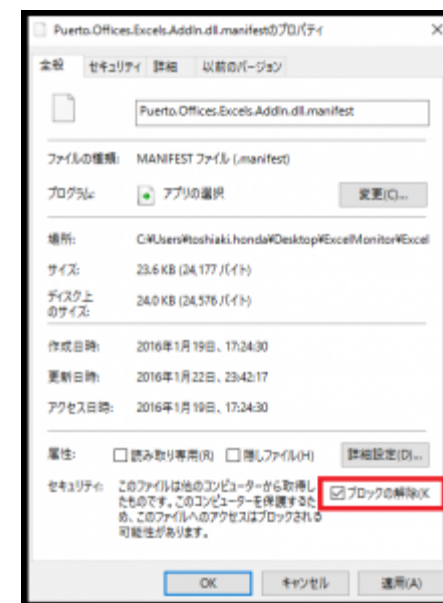 Puerto.Offices.Excels.AddIn.dll.manifestのプロパティ
全般 セキュリティ 詳細 以前のバージョン
Puerto.Offices.Excels.AddIn.dll.manifest
ファイルの種類: MANIFEST ファイル (.manifest)
プログラム: アプリの選択 変更(C)...
場所: C:¥Users¥toshiaki.honda¥Desktop¥ExcelMonitor¥Excel
サイズ: 23.6 KB (24,177 バイト)
ディスク上
のサイズ: 24.0 KB (24,576 バイト)
作成日時: 2016年1月19日、17:24:30
更新日時: 2016年1月22日、23:42:17
アクセス日時: 2016年1月19日、17:24:30
属性: 読み取り専用(R) 隠しファイル(H) 詳細設定(D)...
セキュリティ: このファイルは他のコンピューターから取得し
たものです。このコンピューターを保護するた
め、このファイルへのアクセスはブロックされる
可能性があります。
ブロックの解除(K
OK キャンセル 適用(A)